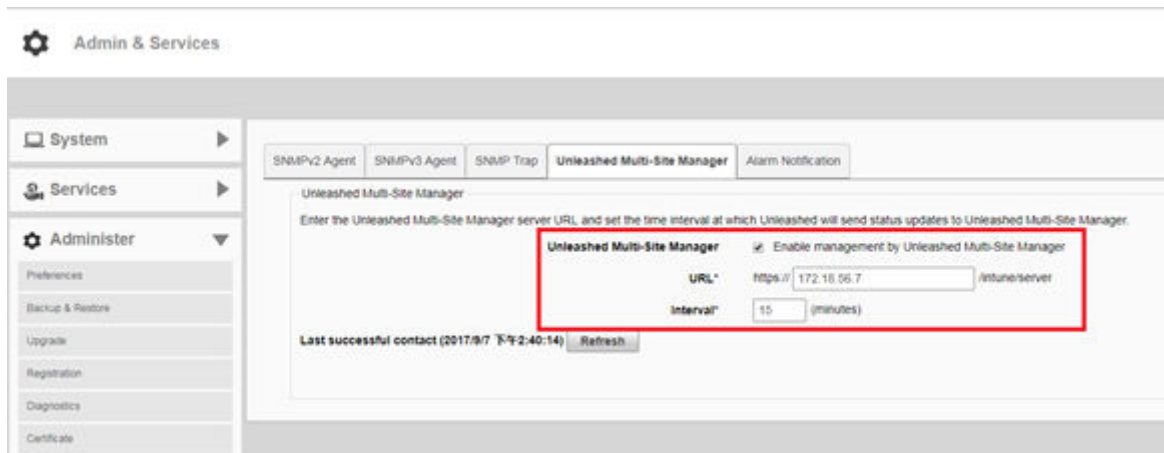 Admin & Services
System
Services
Administer
Preferences
Backup & Restore
Upgrade
Registration
Diagnostics
Certificate
SNMPv2 Agent SNMPv3 Agent SNMP Trap Unleashed Multi-Site Manager Alarm Notification
Unleashed Multi-Site Manager
Enter the Unleashed Multi-Site Manager server URL and set the time interval at which Unleashed will send status updates to Unleashed Multi-Site Manager.
Unleashed Multi-Site Manager Enable management by Unleashed Multi-Site Manager
URL* https:// 172.18.56.7 /intune/server
Interval* 15 (minutes)
Last successful contact (2017/9/7 下午2:40:14) Refresh